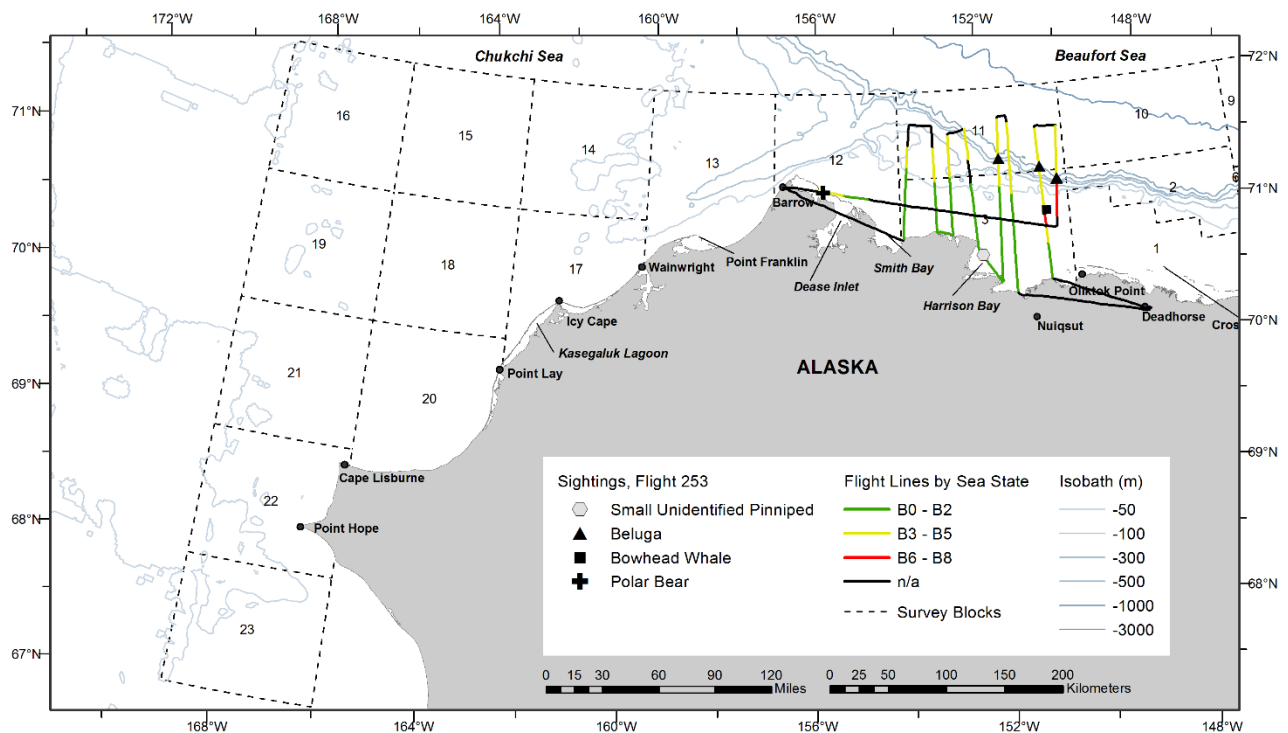 172°W 168°W 164°W 160°W 156°W 152°W 148°W
Chukchi Sea
Beaufort Sea
72°N
71°N
16
15
14
13
12
11
10
9
6
2
71°N
Barrow
3
1
70°N
19
18
17
Wainwright
Point Franklin
Smith Bay
Dease Inlet
Harrison Bay
Oliktok Point
Deadhorse
Cros
Nuiqsut
70°N
Icy Cape
Kasegaluk Lagoon
Point Lay
ALASKA
69°N
21
20
Cape Lisburne
69°N
22
Point Hope
68°N
23
68°N
67°N
Sightings, Flight 253
Small Unidentified Pinniped
Beluga
Bowhead Whale
Polar Bear
Flight Lines by Sea State
B0 - B2
B3 - B5
B6 - B8
n/a
Survey Blocks
Isobath (m)
-50
-100
-300
-500
-1000
-3000
0 15 30 60 90 120
Miles
0 25 50 100 150 200
Kilometers
168°W 164°W 160°W 156°W 152°W 148°W